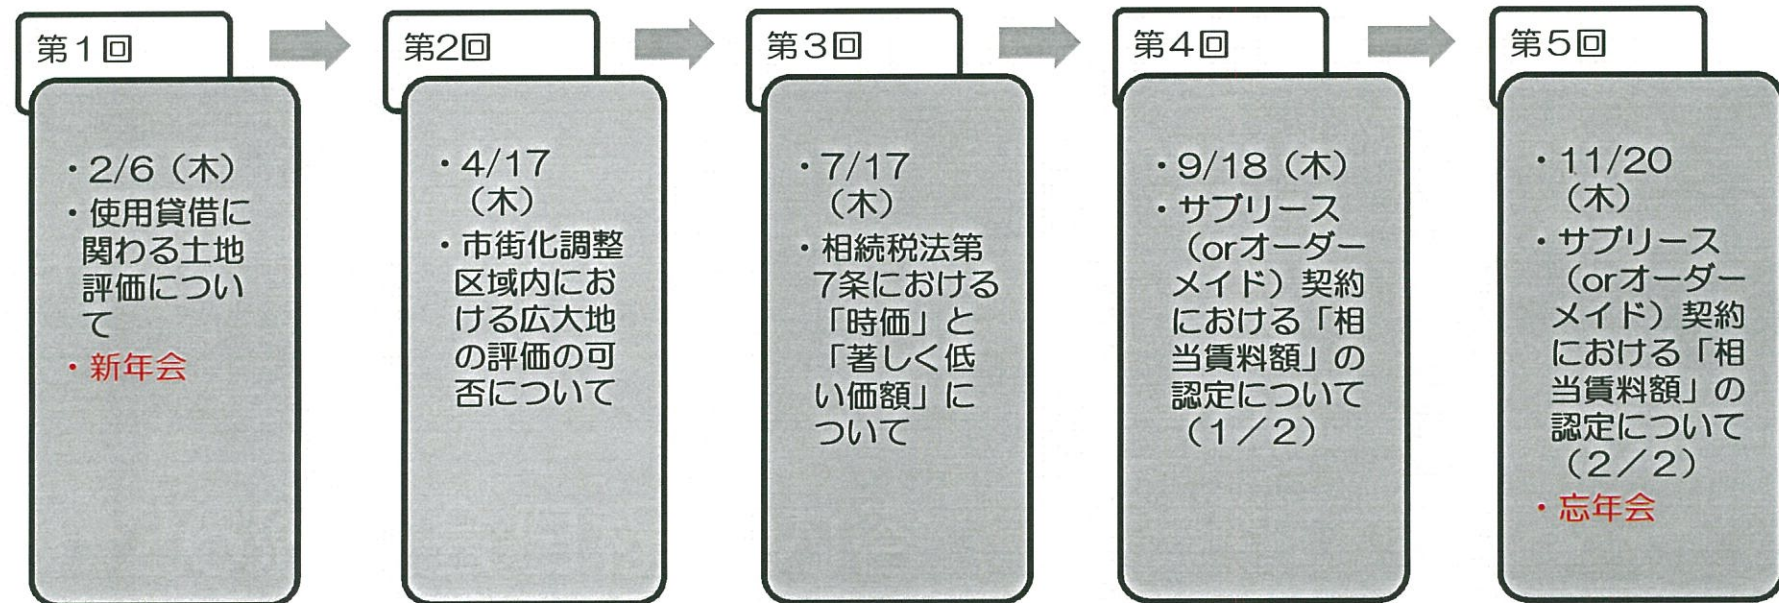 第1回
・2/6（木）
・使用貸借に
関わる土地
評価につい
て
・新年会
第2回
・4/17
（木）
・市街化調整
区域内にお
ける広大地
の評価の可
否について
第3回
・7/17
（木）
・相続税法第
7条における
「時価」と
「著しく低
い価額」に
ついて
第4回
・9/18（木）
・サブリース
（orオーダー
メイド）契約
における「相
当賃料額」の
認定について
（1／2）
第5回
・11/20
（木）
・サブリース
（orオーダー
メイド）契約
における「相
当賃料額」の
認定について
（2／2）
・忘年会